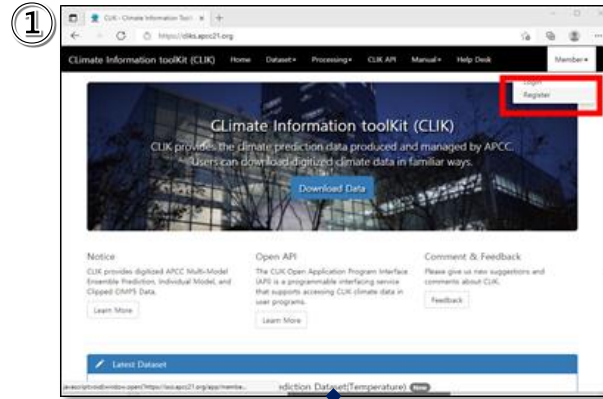 ①
CLIK - Climate Information Tool
https://cliks.apcc21.org
CLimate Information toolKit (CLIK) Home Dataset Processing CLIK API Manual Help Desk Member
Login
Register
CLimate Information toolKit (CLIK)
CLIK provides the climate prediction data produced and managed by APCC.
Users can download digitized climate data in familiar ways.
Download Data
Notice
CLIK provides digitized APCC Multi-Model
Ensemble Prediction, Individual Model, and
Clipped CMIP5 Data.
Learn More
Open API
The CLIK Open Application Program Interface
(API) is a programmable interfacing service
that supports accessing CLIK climate data in
user programs.
Learn More
Comment & Feedback
Please give us new suggestions and
comments about CLIK.
Feedback
Latest Dataset
ediction Dataset(Temperature) New